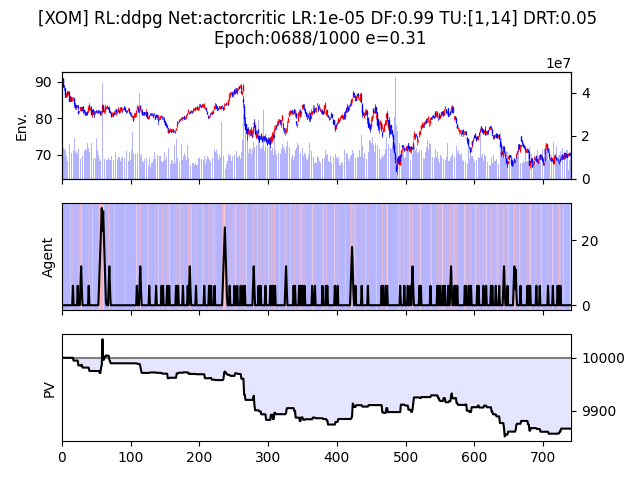 [XOM] RL:ddpg Net:actorcritic LR:1e-05 DF:0.99 TU:[1,14] DRT:0.05
Epoch:0688/1000 e=0.31
1e7
Env.
90
80
70
4
2
0
Agent
20
0
PV
10000
9900
0 100 200 300 400 500 600 700